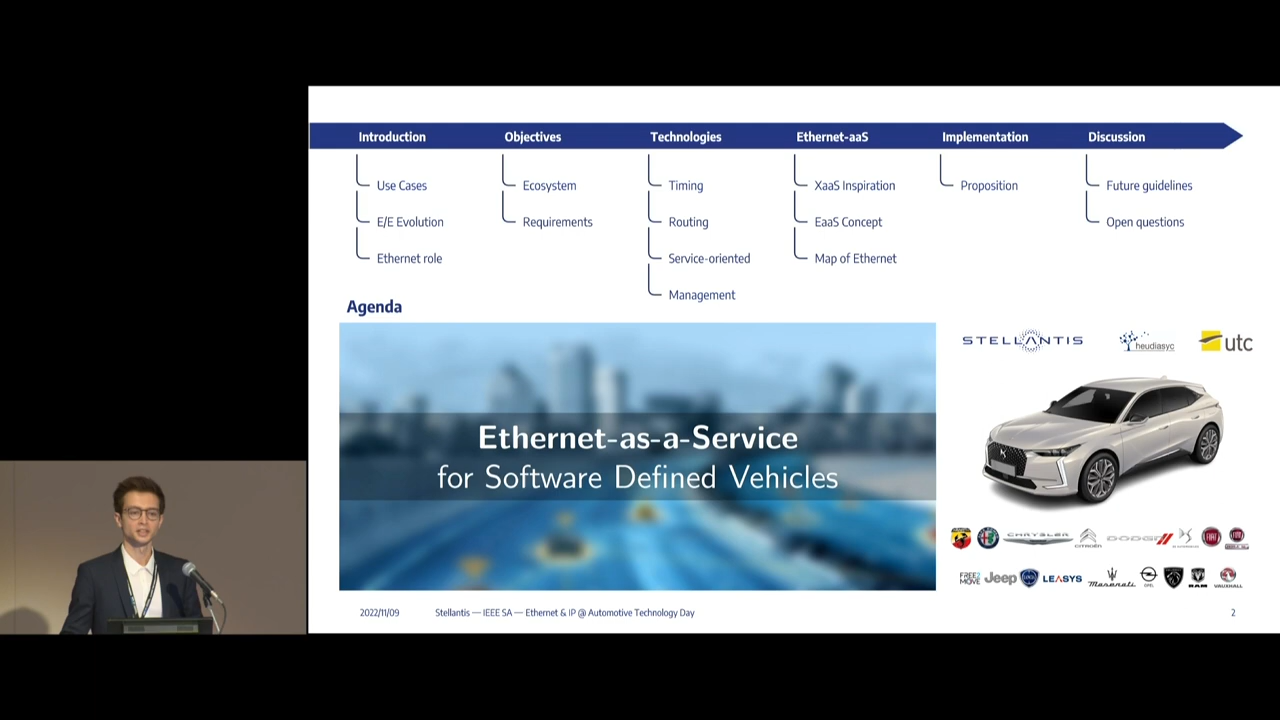 Introduction Objectives Technologies Ethernet-aaS Implementation Discussion
Use Cases Ecosystem Timing XaaS Inspiration Proposition Future guidelines
E/E Evolution Requirements Routing EaaS Concept Open questions
Ethernet role Service-oriented Map of Ethernet
Management
Agenda
STELLANTIS heudiasyc utc
Ethernet-as-a-Service
for Software Defined Vehicles
CHRYSLER CITROËN DODGE FIAT
FREE2MOVE Jeep LANCIA LEASYS Maserati OPEL RAM VAUXHALL
2022/11/09 Stellantis — IEEE SA — Ethernet & IP @ Automotive Technology Day 2